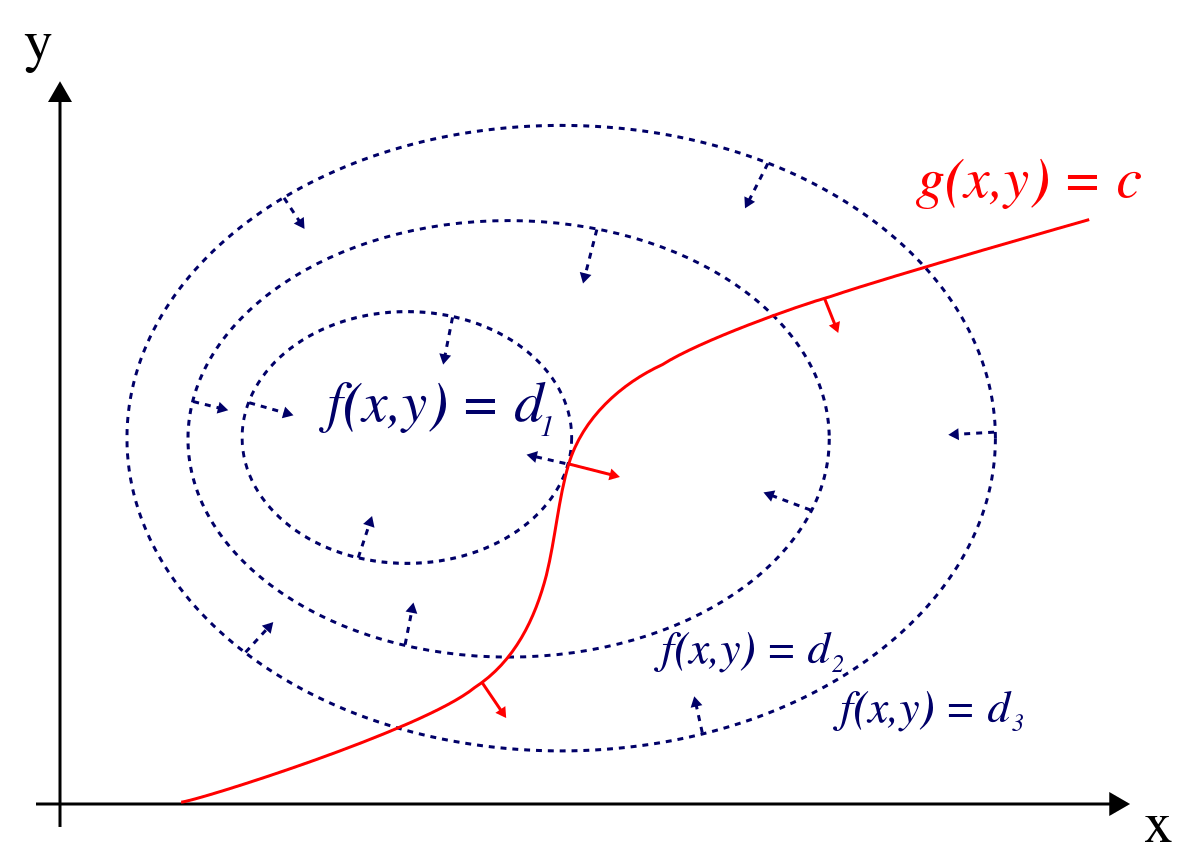 y
g(x,y) = c
f(x,y) = d₁
f(x,y) = d₂
f(x,y) = d₃
x